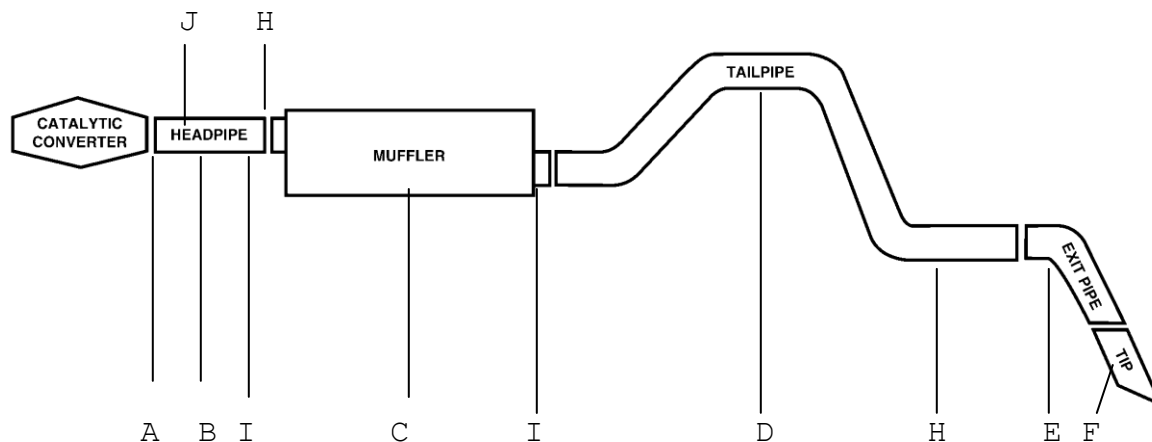 J H
TAILPIPE
CATALYTIC
CONVERTER
HEADPIPE
MUFFLER
EXIT PIPE
TIP
A B I C I D H E F